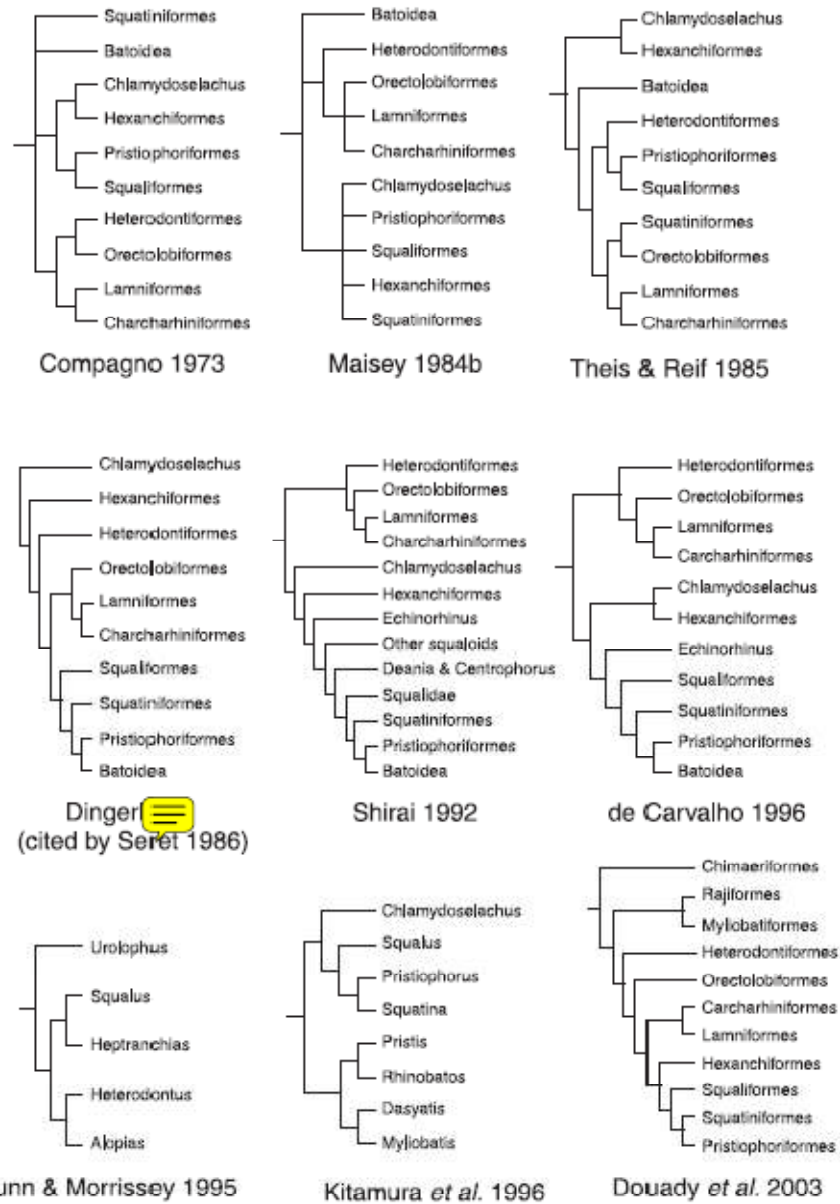 Squatiniformes
Batoidea
Chlamydoselachus
Hexanchiformes
Pristiophoriformes
Squaliformes
Heterodontiformes
Orectolobiformes
Lamniformes
Charcharhiniformes
Compagno 1973
Batoidea
Heterodontiformes
Orectolobiformes
Lamniformes
Charcharhiniformes
Chlamydoselachus
Pristiophoriformes
Squaliformes
Hexanchiformes
Squatiniformes
Maisey 1984b
Chlamydoselachus
Hexanchiformes
Batoidea
Heterodontiformes
Pristiophoriformes
Squaliformes
Squatiniformes
Orectolobiformes
Lamniformes
Charcharhiniformes
Theis & Reif 1985
Chlamydoselachus
Hexanchiformes
Heterodontiformes
Orectolobiformes
Lamniformes
Charcharhiniformes
Squaliformes
Squatiniformes
Pristiophoriformes
Batoidea
(cited by Seret 1986)
Heterodontiformes
Orectolobiformes
Lamniformes
Charcharhiniformes
Chlamydoselachus
Hexanchiformes
Echinorhinus
Other squaloids
Deania & Centrophorus
Squalidae
Squatiniformes
Pristiophoriformes
Batoidea
Shirai 1992
Heterodontiformes
Orectolobiformes
Lamniformes
Carcharhiniformes
Chlamydoselachus
Hexanchiformes
Echinorhinus
Squaliformes
Squatiniformes
Pristiophoriformes
Batoidea
de Carvalho 1996
Urolophus
Squalus
Heptranchias
Heterodontus
Alopias
unn & Morrissey 1995
Chlamydoselachus
Squalus
Pristiophorus
Squatina
Pristis
Rhinobatos
Dasyatis
Myliobatis
Kitamura et al. 1996
Chimaeriformes
Rajiformes
Myliobatiformes
Heterodontiformes
Orectolobiformes
Carcharhiniformes
Lamniformes
Hexanchiformes
Squaliformes
Squatiniformes
Pristiophoriformes
Douady et al. 2003